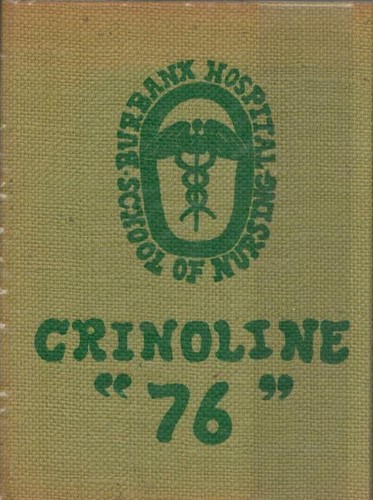 BURBANK HOSPITAL
SCHOOL OF NURSING
CRINOLINE
“76”